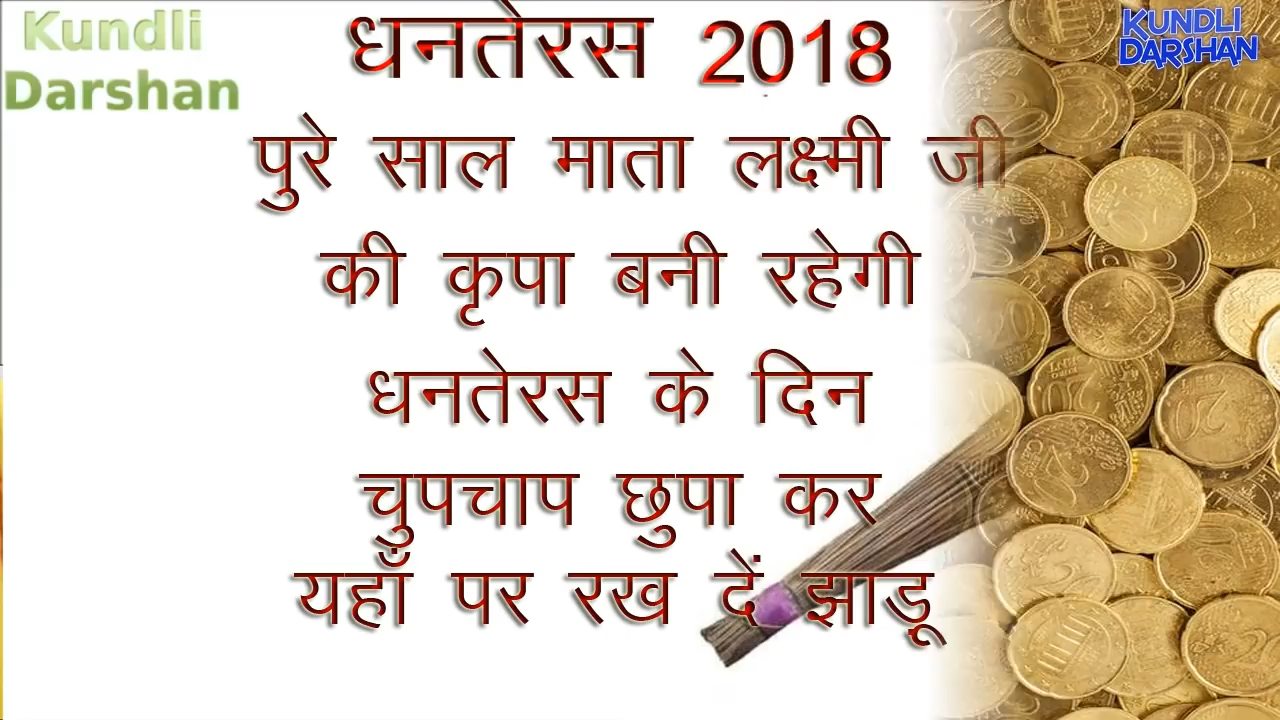 Kundli
Darshan
धनतेरस 2018
KUNDLI
DARSHAN
पुरे साल माता लक्ष्मी जी
की कृपा बनी रहेगी
धनतेरस के दिन
चुपचाप छुपा कर
यहाँ पर रख दें झाड़ू